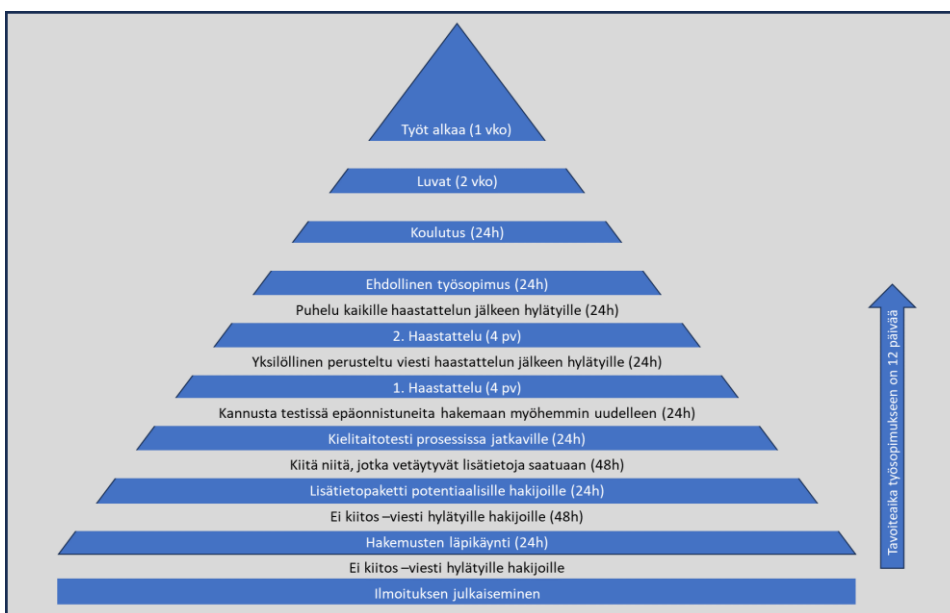 Työt alkaa (1 vko)
Luvat (2 vko)
Koulutus (24h)
Ehdollinen työsopimus (24h)
Puhelu kaikille haastattelun jälkeen hylätyille (24h)
2. Haastattelu (4 pv)
Yksilöllinen perusteltu viesti haastattelun jälkeen hylätyille (24h)
1. Haastattelu (4 pv)
Kannusta testissä epäonnistuneita hakemaan myöhemmin uudelleen (24h)
Kielitaitotesti prosessissa jatkaville (24h)
Kiitä niitä, jotka vetäytyvät lisätietoja saatuaan (48h)
Lisätietopaketti potentiaalisille hakijoille (24h)
Ei kiitos –viesti hylätyille hakijoille (48h)
Hakemusten läpikäynti (24h)
Ei kiitos –viesti hylätyille hakijoille
Ilmoituksen julkaiseminen
Tavoiteaika työsopimukseen on 12 päivää